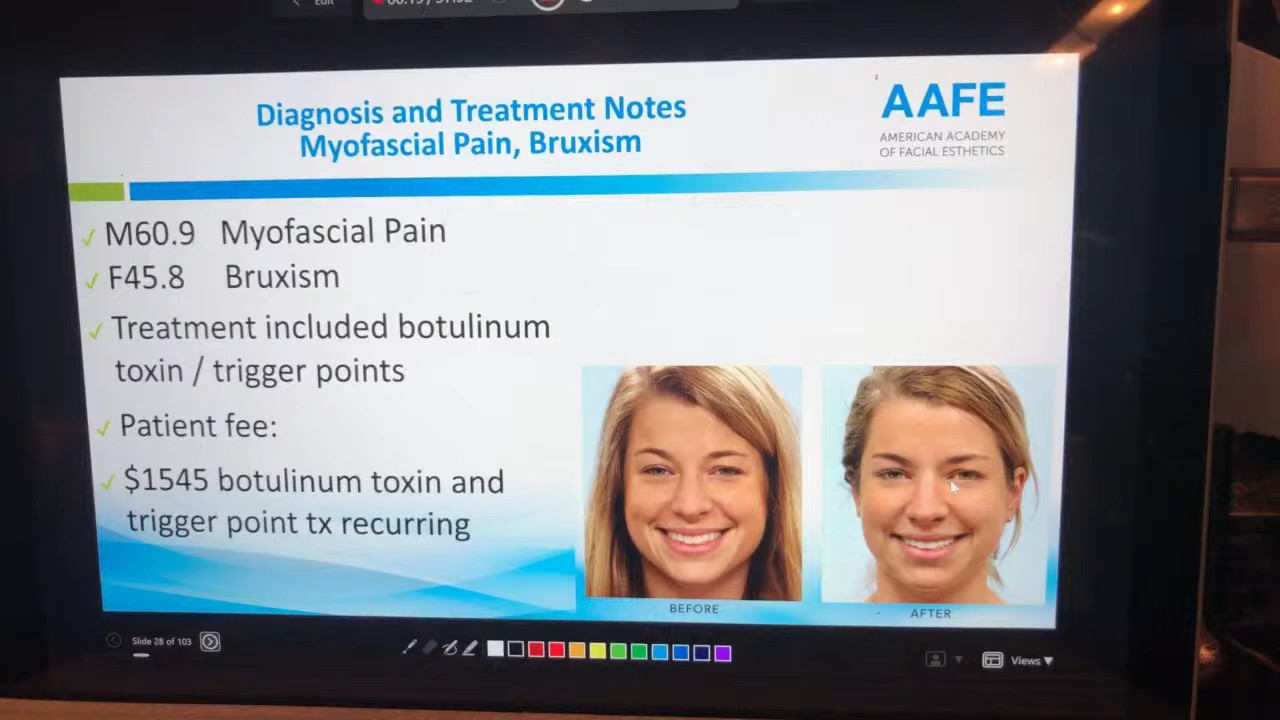 Edit
Diagnosis and Treatment Notes
Myofascial Pain, Bruxism
AAFE
AMERICAN ACADEMY
OF FACIAL ESTHETICS
M60.9 Myofascial Pain
F45.8 Bruxism
Treatment included botulinum
toxin / trigger points
Patient fee:
$1545 botulinum toxin and
trigger point tx recurring
BEFORE
AFTER
Slide 28 of 103
Views